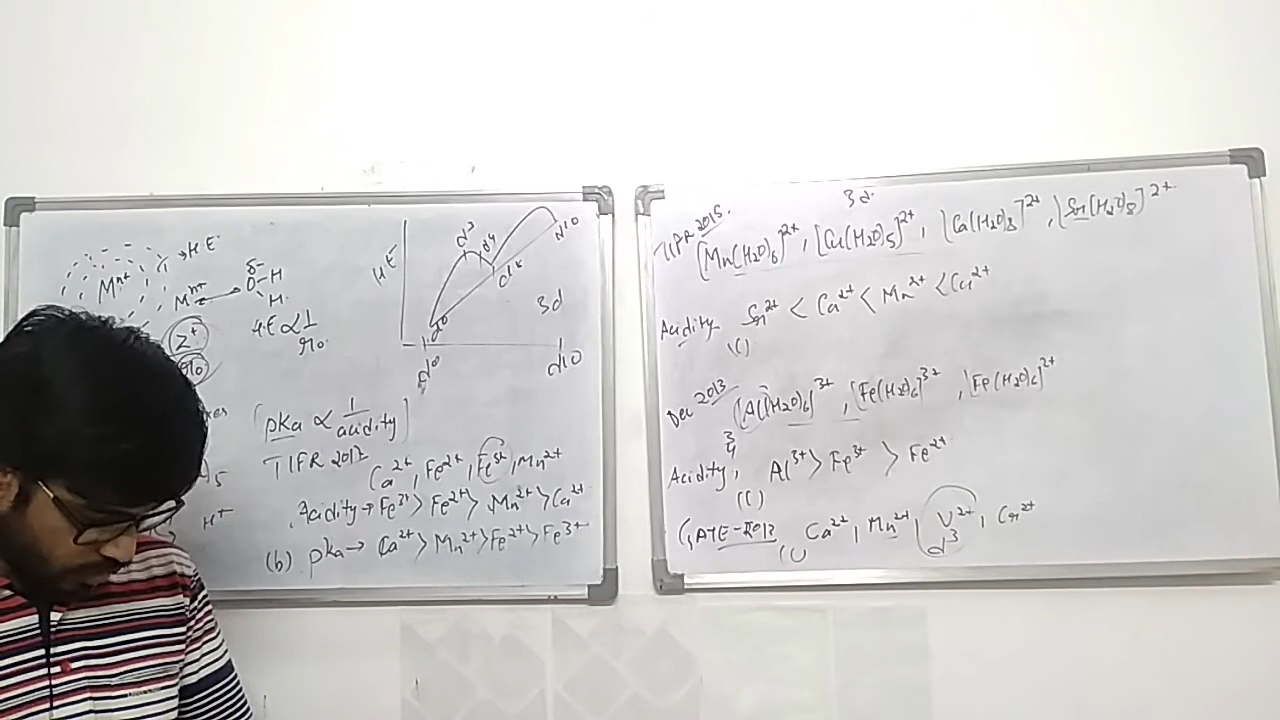 → H E.
Mⁿ⁺
Mⁿ⁺ δ- O H H.
Z⁺
r₀
H.E ∝ 1/r₀.
H E
d³ d⁴ d⁵ d¹⁰
d⁰
3d
d⁰ d¹⁰
[pKa ∝ 1/acidity]
TIFR 2013
Ca²⁺, Fe²⁺, Fe³⁺, Mn²⁺
Acidity → Fe³⁺ > Fe²⁺ > Mn²⁺ > Ca²⁺
H⁺
(b) pKa → Ca²⁺ > Mn²⁺ > Fe²⁺ > Fe³⁺
3d.
TIFR 2015.
[Mn(H₂O)₆]²⁺, [Cu(H₂O)₅]²⁺, [Ca(H₂O)₈]²⁺, [Sr(H₂O)₈]²⁺
Acidity Sr²⁺ < Ca²⁺ < Mn²⁺ < Cu²⁺
(C)
Dec 2013 [Al(H₂O)₆]³⁺, [Fe(H₂O)₆]³⁺, [Fe(H₂O)₆]²⁺
Acidity, Al³⁺ > Fe³⁺ > Fe²⁺
(C)
GATE-2013 Ca²⁺, Mn²⁺, V²⁺, Cr²⁺
(C) d³